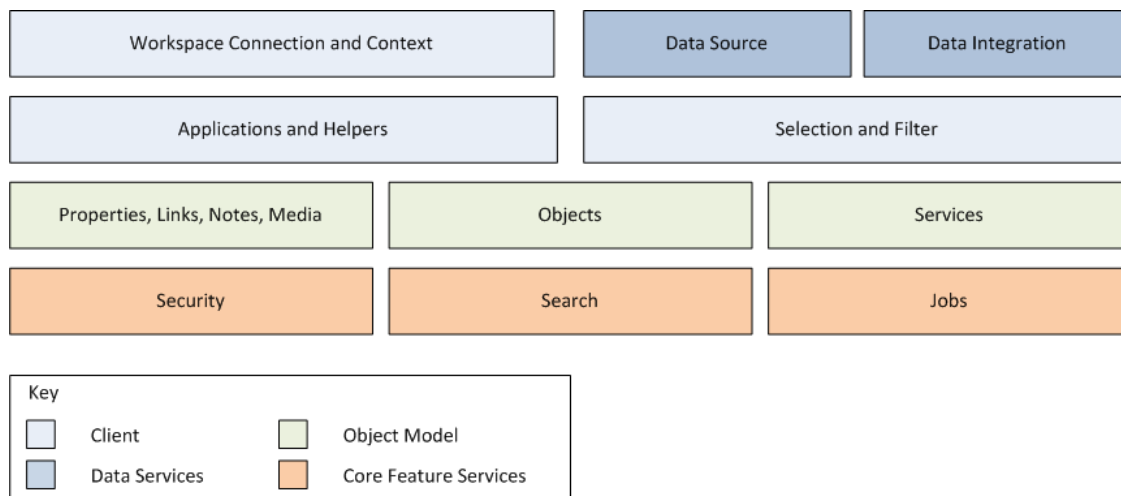 Workspace Connection and Context
Data Source
Data Integration
Applications and Helpers
Selection and Filter
Properties, Links, Notes, Media
Objects
Services
Security
Search
Jobs
Key
Client
Object Model
Data Services
Core Feature Services